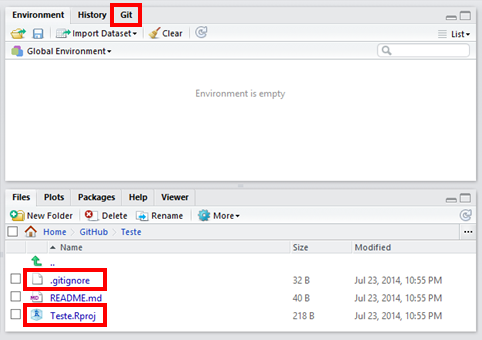 Environment History Git
Import Dataset Clear List
Global Environment
Environment is empty
Files Plots Packages Help Viewer
New Folder Delete Rename More
Home GitHub Teste ...
Name Size Modified
..
.gitignore 32 B Jul 23, 2014, 10:55 PM
README.md 40 B Jul 23, 2014, 10:55 PM
Teste.Rproj 218 B Jul 23, 2014, 10:55 PM